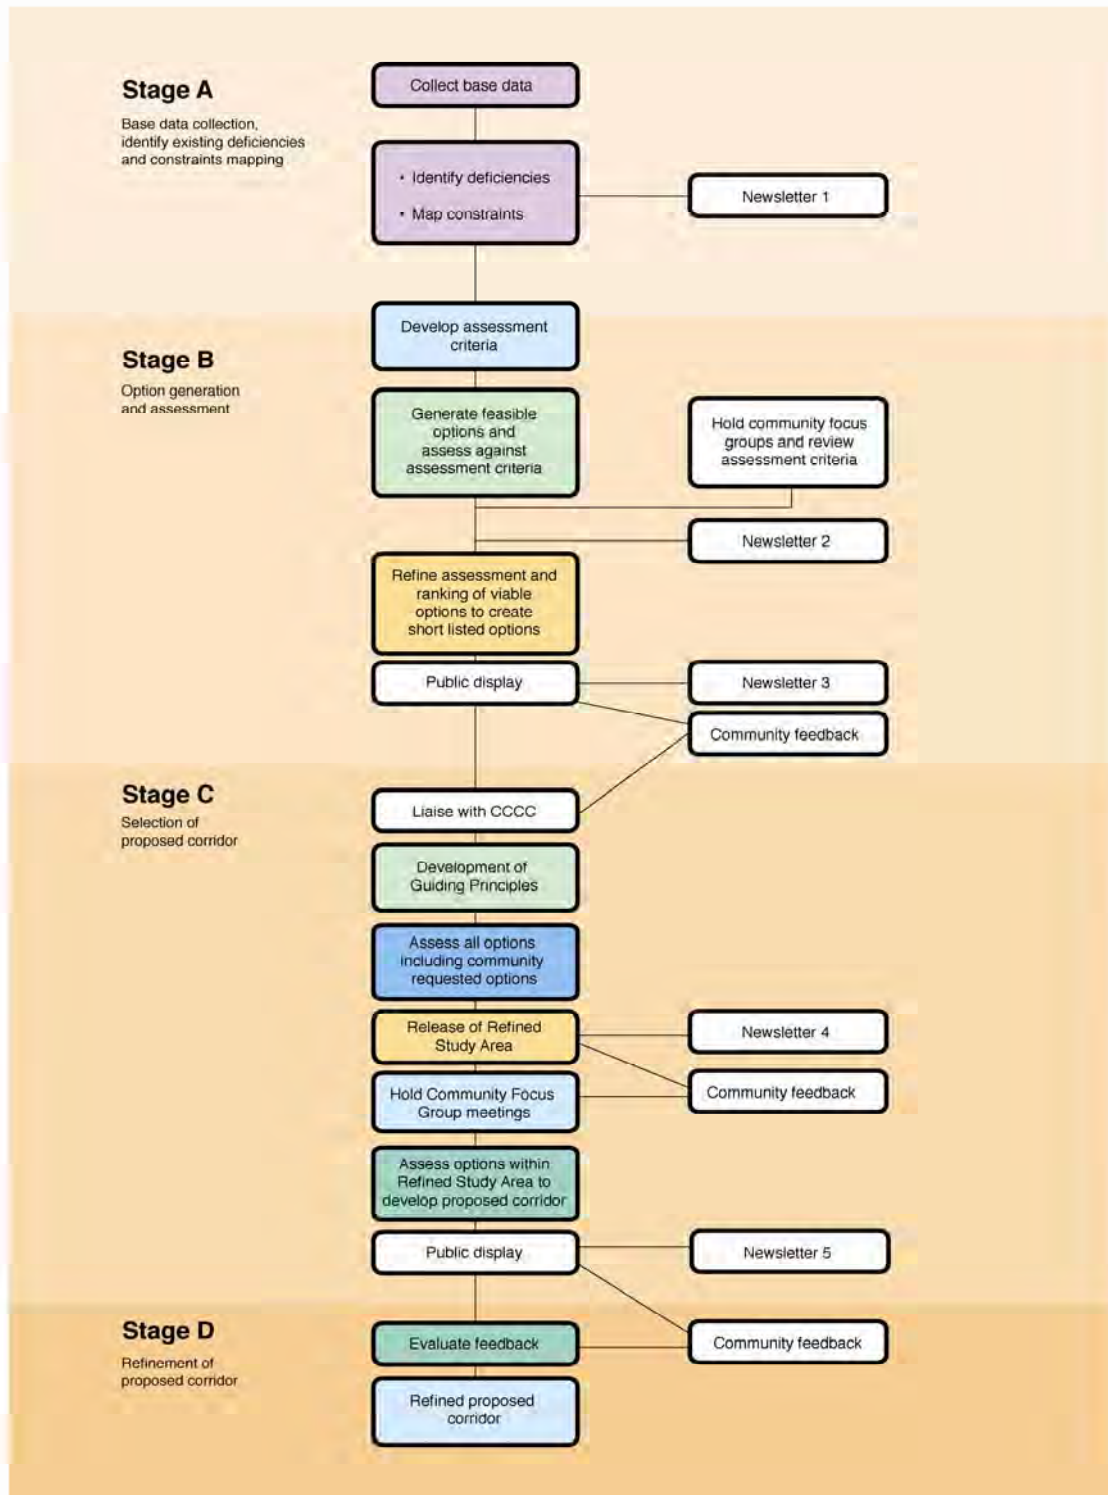 Stage A
Base data collection,
identify existing deficiencies
and constraints mapping
Collect base data
• Identify deficiencies
• Map constraints
Newsletter 1
Develop assessment
criteria
Stage B
Option generation
and assessment
Generate feasible
options and
assess against
assessment criteria
Hold community focus
groups and review
assessment criteria
Newsletter 2
Refine assessment and
ranking of viable
options to create
short listed options
Public display
Newsletter 3
Community feedback
Stage C
Selection of
proposed corridor
Liaise with CCCC
Development of
Guiding Principles
Assess all options
including community
requested options
Release of Refined
Study Area
Newsletter 4
Hold Community Focus
Group meetings
Community feedback
Assess options within
Refined Study Area to
develop proposed corridor
Public display
Newsletter 5
Stage D
Refinement of
proposed corridor
Evaluate feedback
Community feedback
Refined proposed
corridor